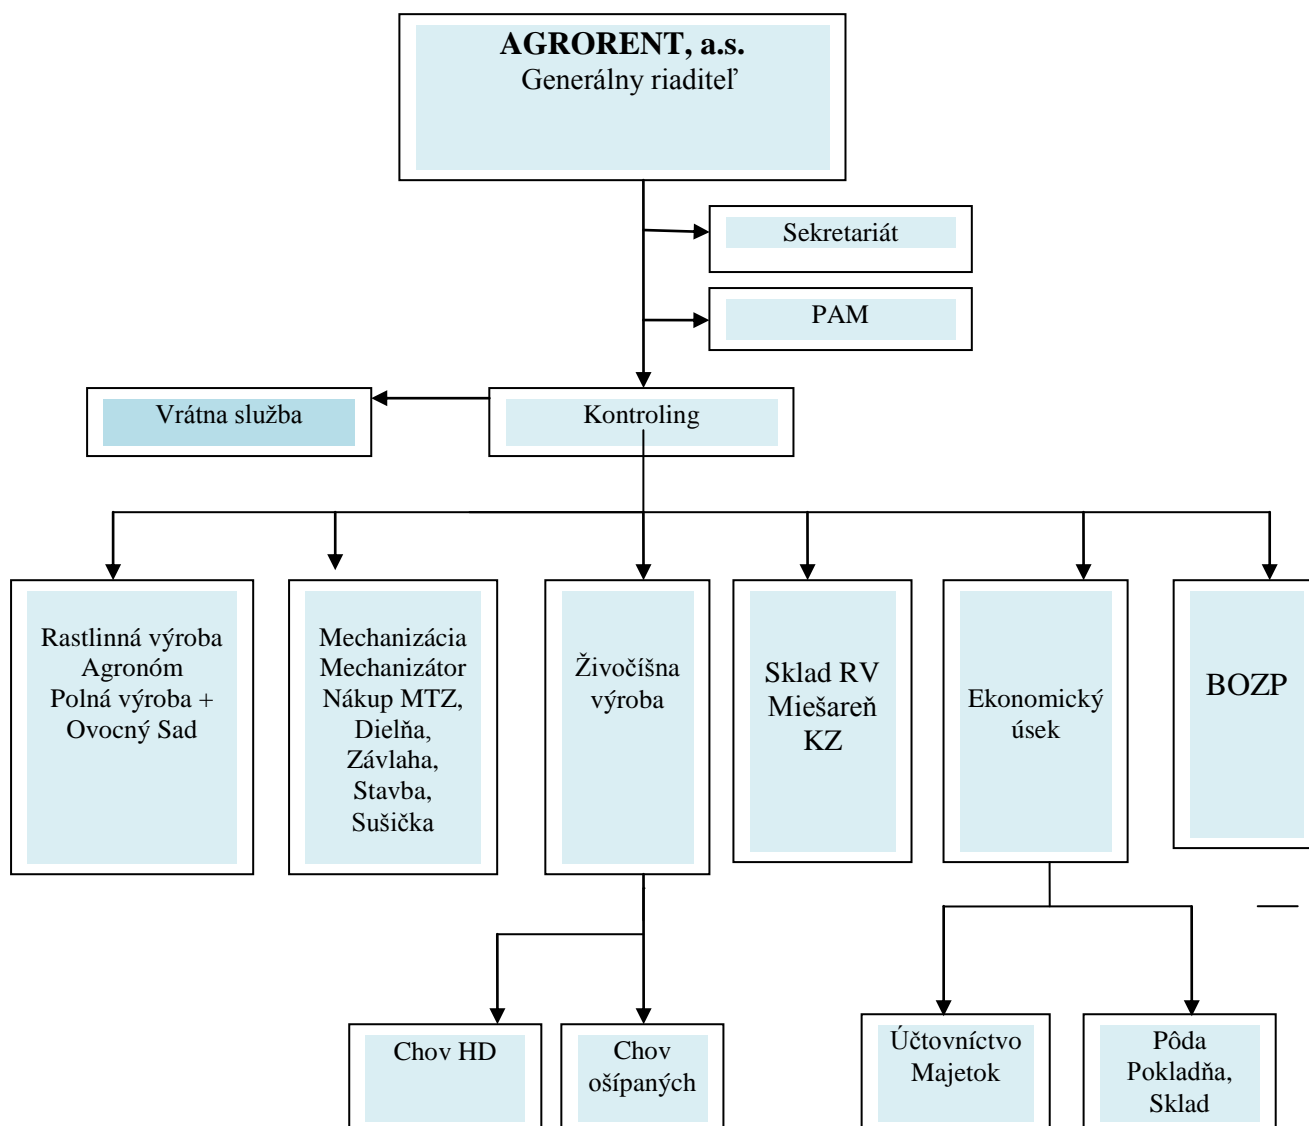 AGRORENT, a.s.
Generálny riaditeľ
Sekretariát
PAM
Vrátna služba
Kontroling
Rastlinná výroba
Agronóm
Polná výroba +
Ovocný Sad
Mechanizácia
Mechanizátor
Nákup MTZ,
Dielňa,
Závlaha,
Stavba,
Sušička
Živočíšna
výroba
Sklad RV
Miešareň
KZ
Ekonomický
úsek
BOZP
Chov HD
Chov
ošípaných
Účtovníctvo
Majetok
Pôda
Pokladňa,
Sklad